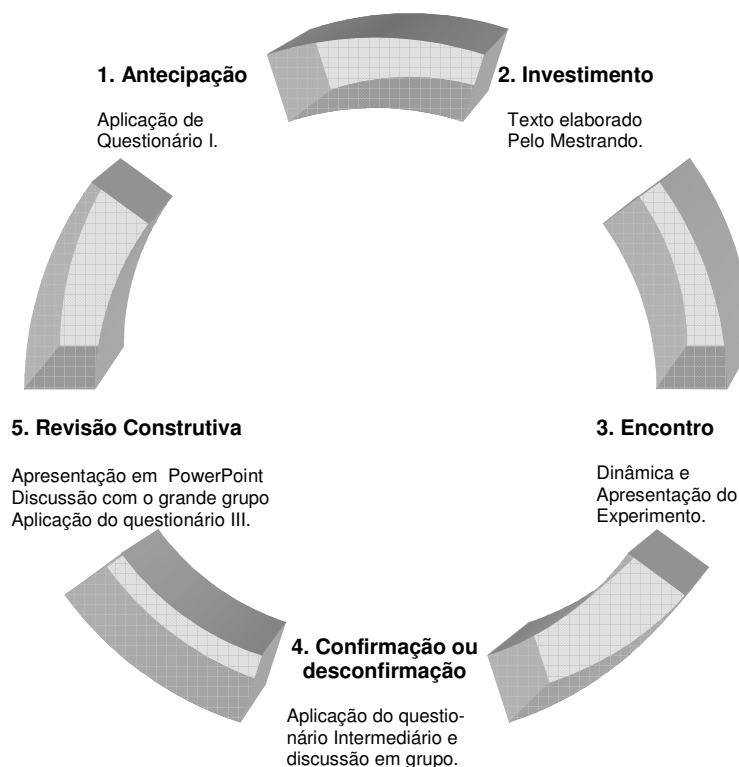 1. Antecipação
Aplicação de
Questionário I.
2. Investimento
Texto elaborado
Pelo Mestrando.
3. Encontro
Dinâmica e
Apresentação do
Experimento.
4. Confirmação ou
desconfirmação
Aplicação do questio-
nário Intermediário e
discussão em grupo.
5. Revisão Construtiva
Apresentação em PowerPoint
Discussão com o grande grupo
Aplicação do questionário III.